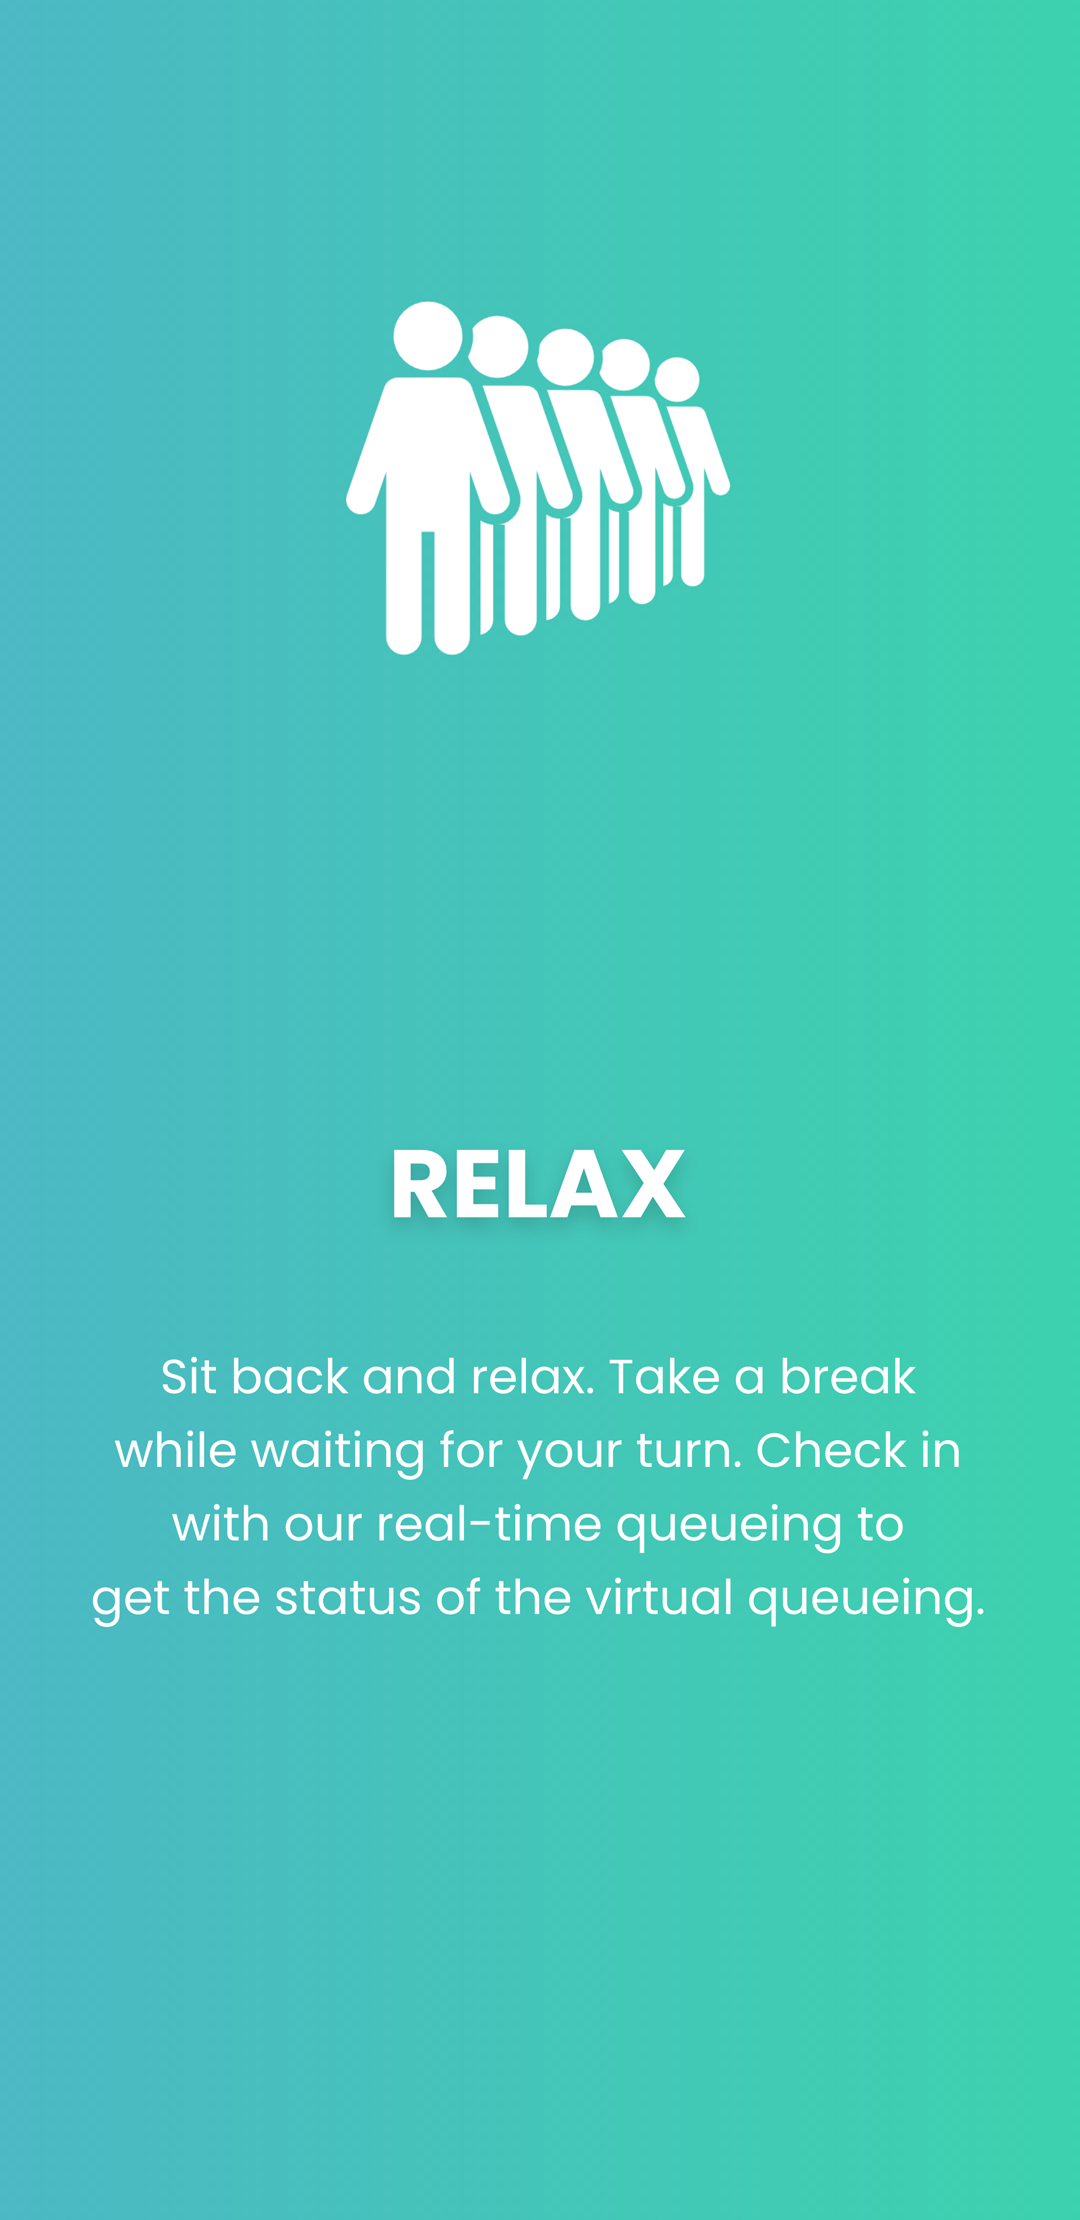 RELAX
Sit back and relax. Take a break
while waiting for your turn. Check in
with our real-time queueing to
get the status of the virtual queueing.